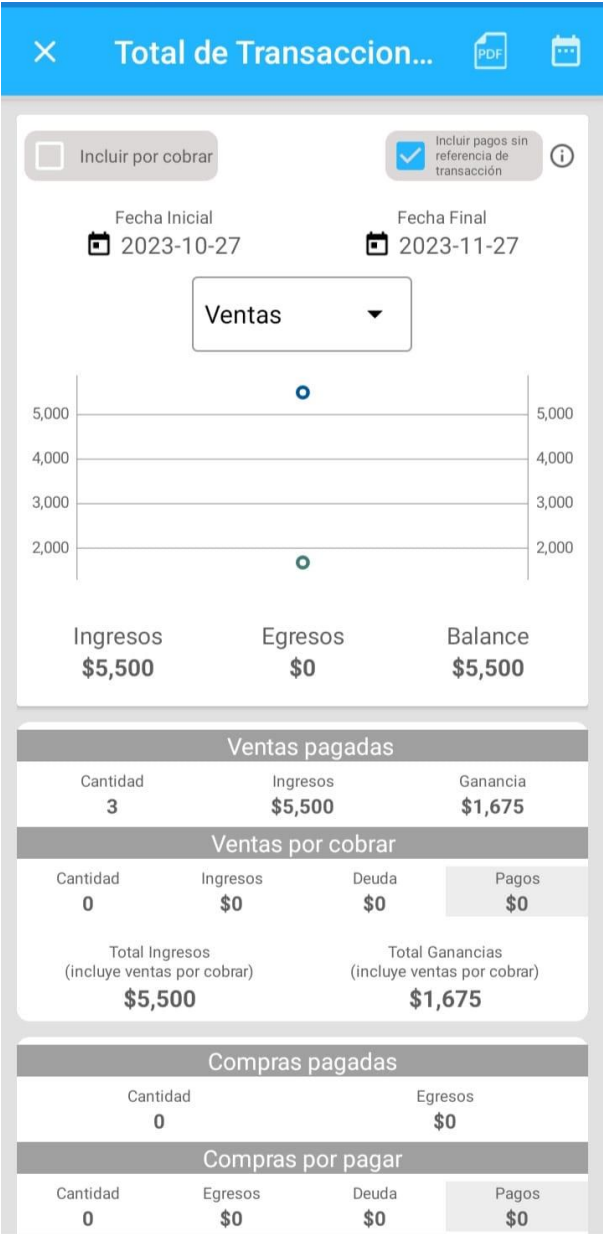 Total de Transaccion...
PDF
Incluir por cobrar
Incluir pagos sin
referencia de
transacción
Fecha Inicial
2023-10-27
Fecha Final
2023-11-27
Ventas
5,000 5,000
4,000 4,000
3,000 3,000
2,000 2,000
Ingresos Egresos Balance
$5,500 $0 $5,500
Ventas pagadas
Cantidad Ingresos Ganancia
3 $5,500 $1,675
Ventas por cobrar
Cantidad Ingresos Deuda Pagos
0 $0 $0 $0
Total Ingresos
(incluye ventas por cobrar)
$5,500
Total Ganancias
(incluye ventas por cobrar)
$1,675
Compras pagadas
Cantidad Egresos
0 $0
Compras por pagar
Cantidad Egresos Deuda Pagos
0 $0 $0 $0